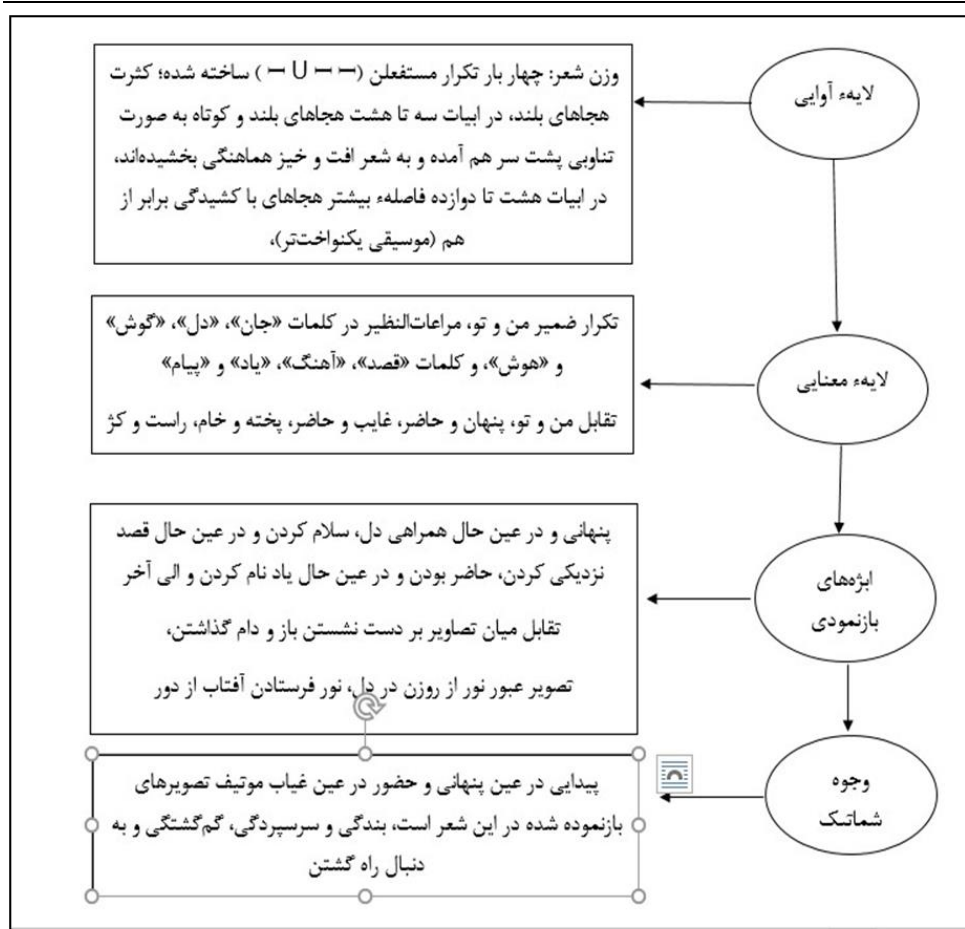 لایهء آوایی
وزن شعر: چهار بار تکرار مستفعلن (– – U –) ساخته شده؛ کثرت
هجاهای بلند، در ابیات سه تا هشت هجاهای بلند و کوتاه به صورت
تناوبی پشت سر هم آمده و به شعر افت و خیز هماهنگی بخشیده‌اند،
در ابیات هشت تا دوازده فاصلهء بیشتر هجاهای با کشیدگی برابر از
هم (موسیقی یکنواخت‌تر)،
لایهء معنایی
تکرار ضمیر من و تو، مراعات‌النظیر در کلمات «جان»، «دل»، «گوش»
و «هوش»، و کلمات «قصد»، «آهنگ»، «یاد» و «پیام»
تقابل من و تو، پنهان و حاضر، غایب و حاضر، پخته و خام، راست و کژ
ابژه‌های
بازنمودی
پنهانی و در عین حال همراهی دل، سلام کردن و در عین حال قصد
نزدیکی کردن، حاضر بودن و در عین حال یاد نام کردن و الی آخر
تقابل میان تصاویر بر دست نشستن باز و دام گذاشتن،
تصویر عبور نور از روزن در دل، نور فرستادن آفتاب از دور
وجوه
شماتیک
پیدایی در عین پنهانی و حضور در عین غیاب موتیف تصویرهای
بازنموده شده در این شعر است، بندگی و سرسپردگی، گم‌گشتگی و به
دنبال راه گشتن